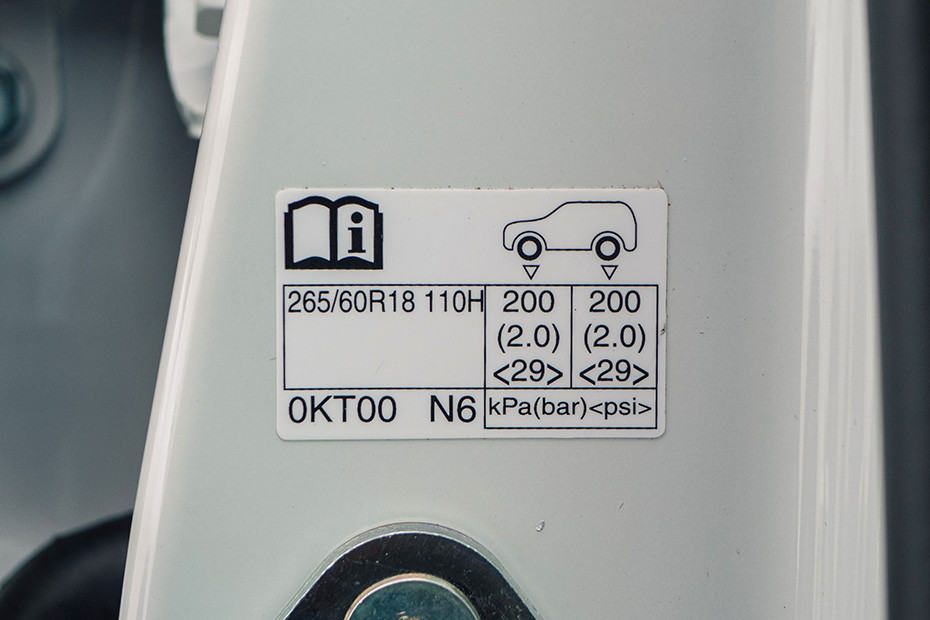 i
265/60R18 110H 200 200
(2.0) (2.0)
<29> <29>
0KT00 N6 kPa(bar)<psi>